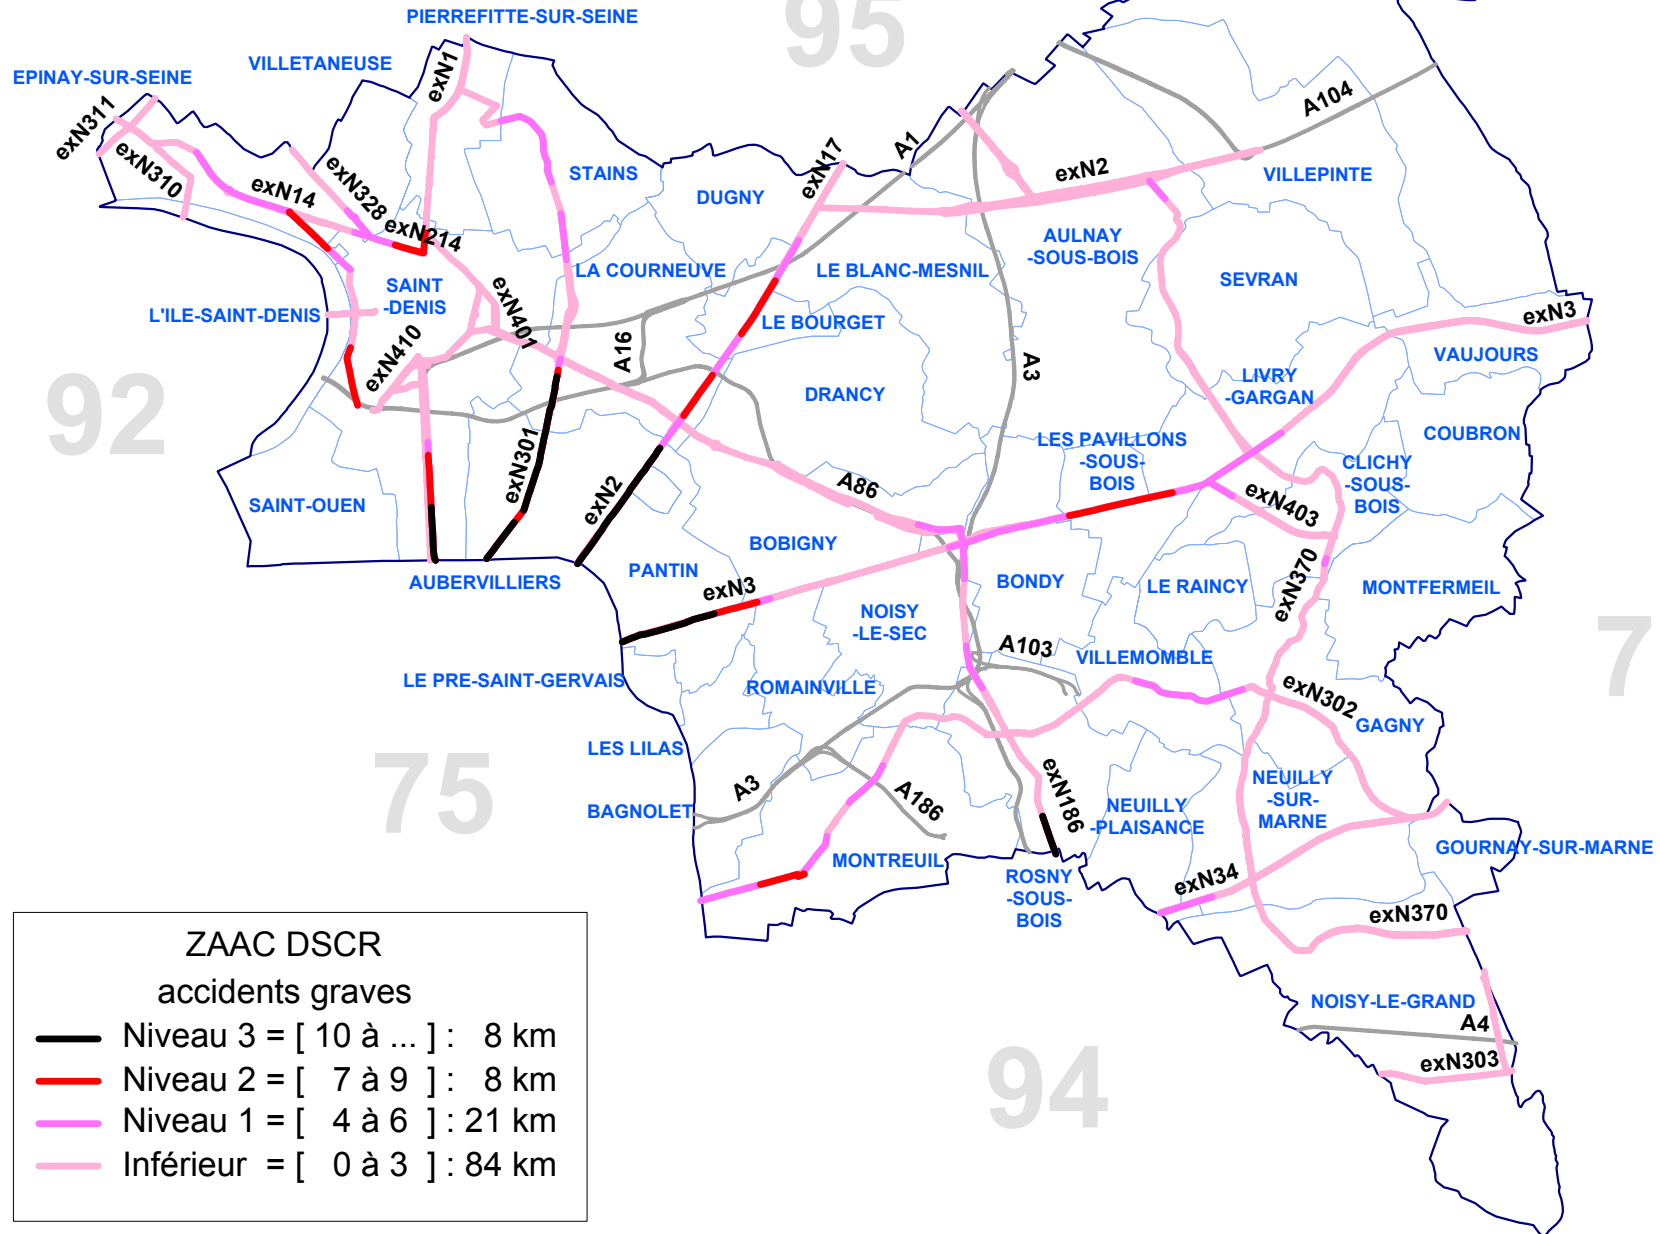 PIERREFITTE-SUR-SEINE
95
VILLETANEUSE
EPINAY-SUR-SEINE
exN1
exN311
exN310
exN14
exN328
exN214
STAINS
DUGNY
exN17
A1
exN2
A104
VILLEPINTE
AULNAY
-SOUS-BOIS
SEVRAN
LA COURNEUVE
LE BLANC-MESNIL
SAINT
-DENIS
L'ILE-SAINT-DENIS
exN401
LE BOURGET
exN3
VAUJOURS
exN410
A16
A3
DRANCY
LIVRY
-GARGAN
92
COUBRON
LES PAVILLONS
-SOUS-
BOIS
CLICHY
-SOUS-
BOIS
exN301
exN2
A86
exN403
SAINT-OUEN
BOBIGNY
PANTIN
AUBERVILLIERS
exN3
BONDY
LE RAINCY
exN370
MONTFERMEIL
NOISY
-LE-SEC
A103
VILLEMOMBLE
7
LE PRE-SAINT-GERVAIS
ROMAINVILLE
exN302
GAGNY
LES LILAS
75
A3
A186
exN186
BAGNOLET
NEUILLY
-PLAISANCE
NEUILLY
-SUR-
MARNE
MONTREUIL
GOURNAY-SUR-MARNE
ROSNY
-SOUS-
BOIS
exN34
exN370
NOISY-LE-GRAND
A4
exN303
94
ZAAC DSCR
accidents graves
Niveau 3 = [ 10 à ... ] : 8 km
Niveau 2 = [ 7 à 9 ] : 8 km
Niveau 1 = [ 4 à 6 ] : 21 km
Inférieur = [ 0 à 3 ] : 84 km